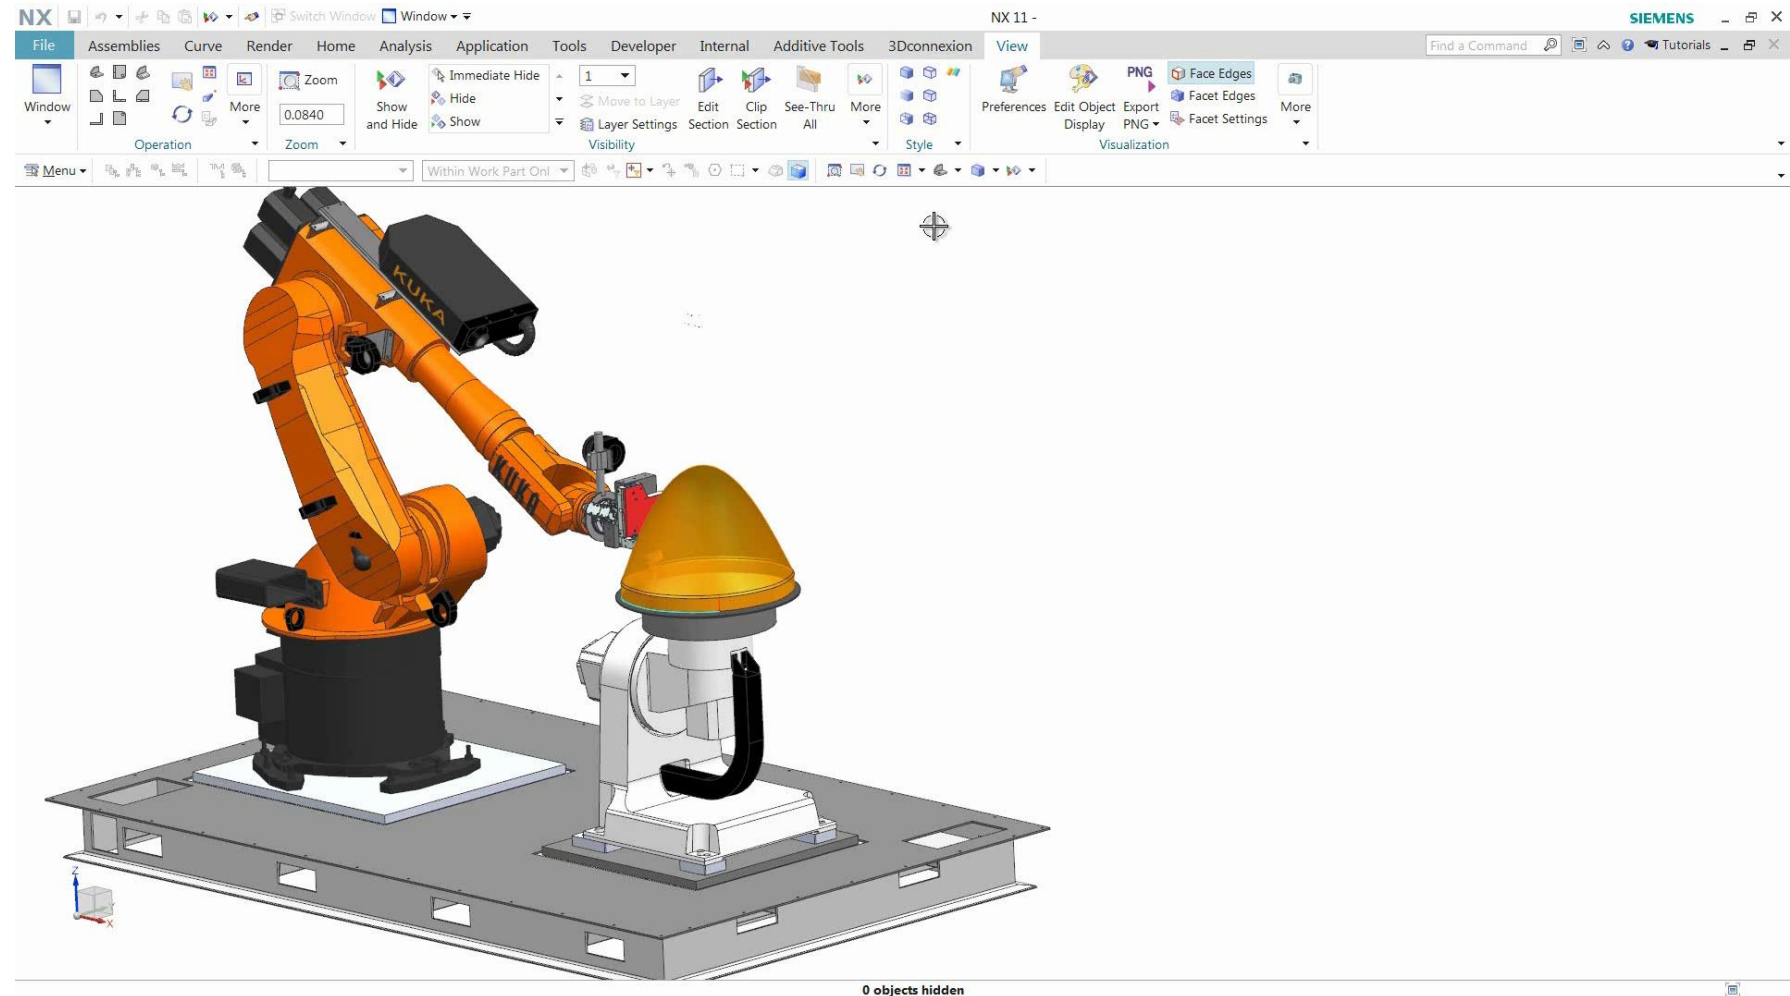 NX Switch Window Window NX 11 - SIEMENS
File Assemblies Curve Render Home Analysis Application Tools Developer Internal Additive Tools 3Dconnexion View Find a Command Tutorials
Window
More
Operation
Zoom
0.0840
Zoom
Show and Hide
Immediate Hide
Hide
Show
1
Move to Layer
Layer Settings
Edit Section
Clip Section
See-Thru All
More
Visibility
Style
Preferences
Edit Object Display
PNG
Export PNG
Face Edges
Facet Edges
Facet Settings
Visualization
More
Menu Within Work Part Onl
KUKA
KUKA
Z
X
0 objects hidden